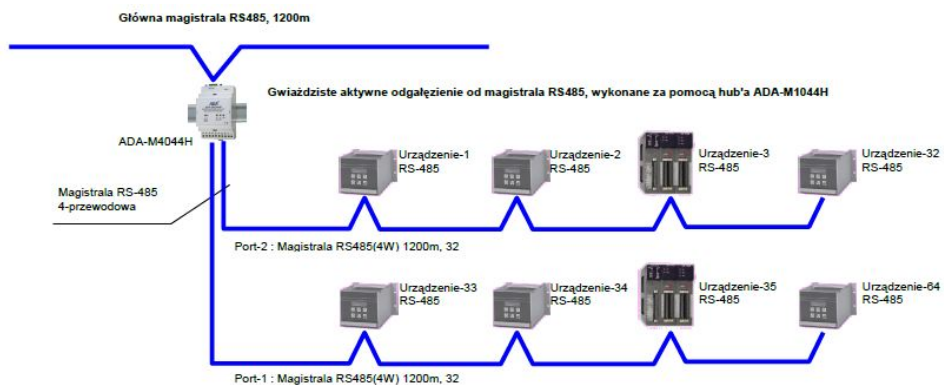 Główna magistrala RS485, 1200m
Gwiaździste aktywne odgałęzienie od magistrala RS485, wykonane za pomocą hub'a ADA-M1044H
ADA-M4044H
Urządzenie-1
RS-485
Urządzenie-2
RS-485
Urządzenie-3
RS-485
Urządzenie-32
RS-485
Magistrala RS-485
4-przewodowa
Port-2 : Magistrala RS485(4W) 1200m, 32
Urządzenie-33
RS-485
Urządzenie-34
RS-485
Urządzenie-35
RS-485
Urządzenie-64
RS-485
Port-1 : Magistrala RS485(4W) 1200m, 32